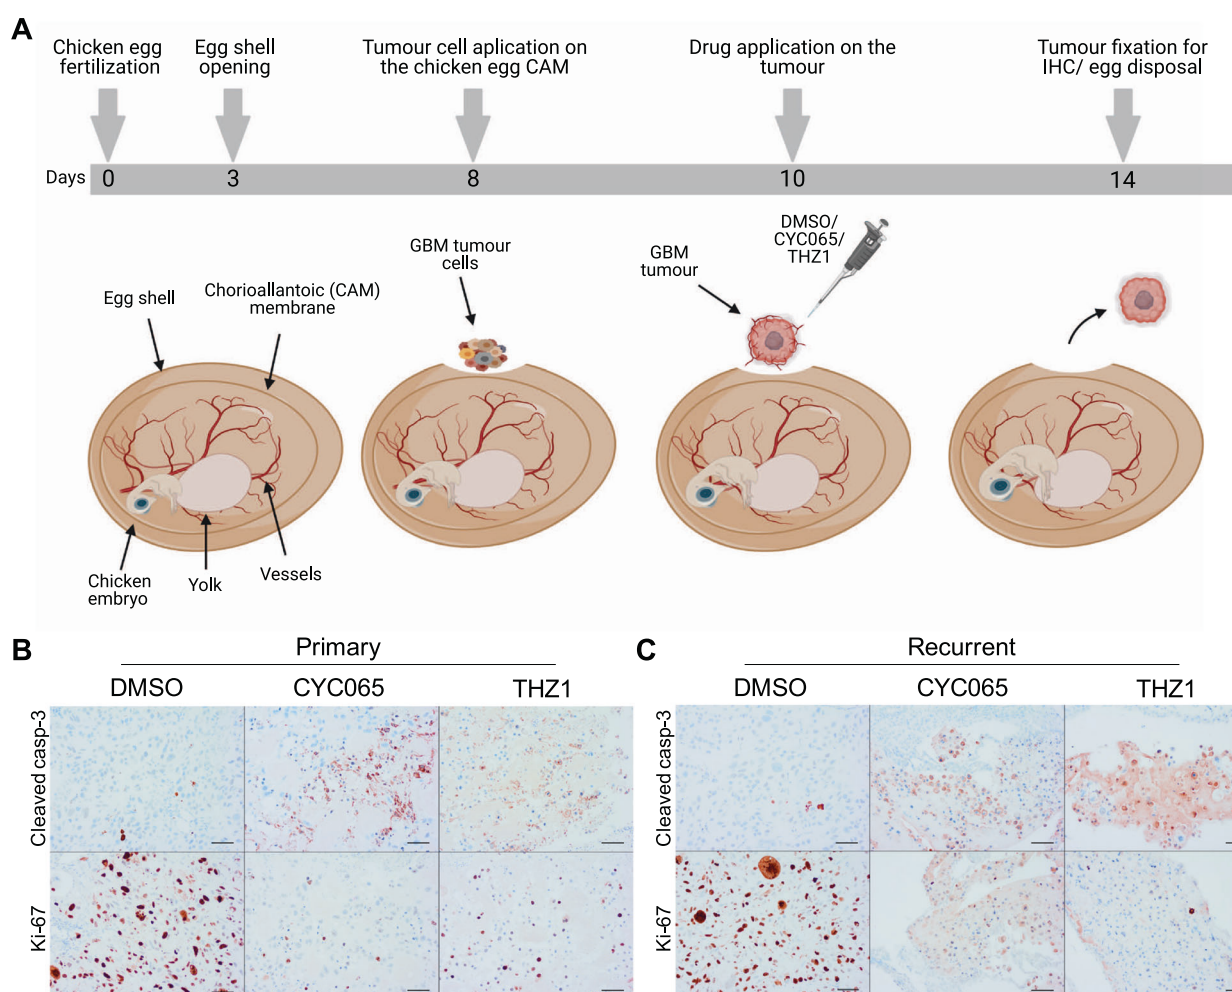 A
Chicken egg
fertilization
Egg shell
opening
Tumour cell aplication on
the chicken egg CAM
Drug application on the
tumour
Tumour fixation for
IHC/ egg disposal
Days 0 3 8 10 14
Egg shell
Chorioallantoic (CAM)
membrane
GBM tumour
cells
GBM
tumour
DMSO/
CYC065/
THZ1
Chicken
embryo
Yolk
Vessels
B
Primary
DMSO CYC065 THZ1
Cleaved casp-3
Ki-67
C
Recurrent
DMSO CYC065 THZ1
Cleaved casp-3
Ki-67